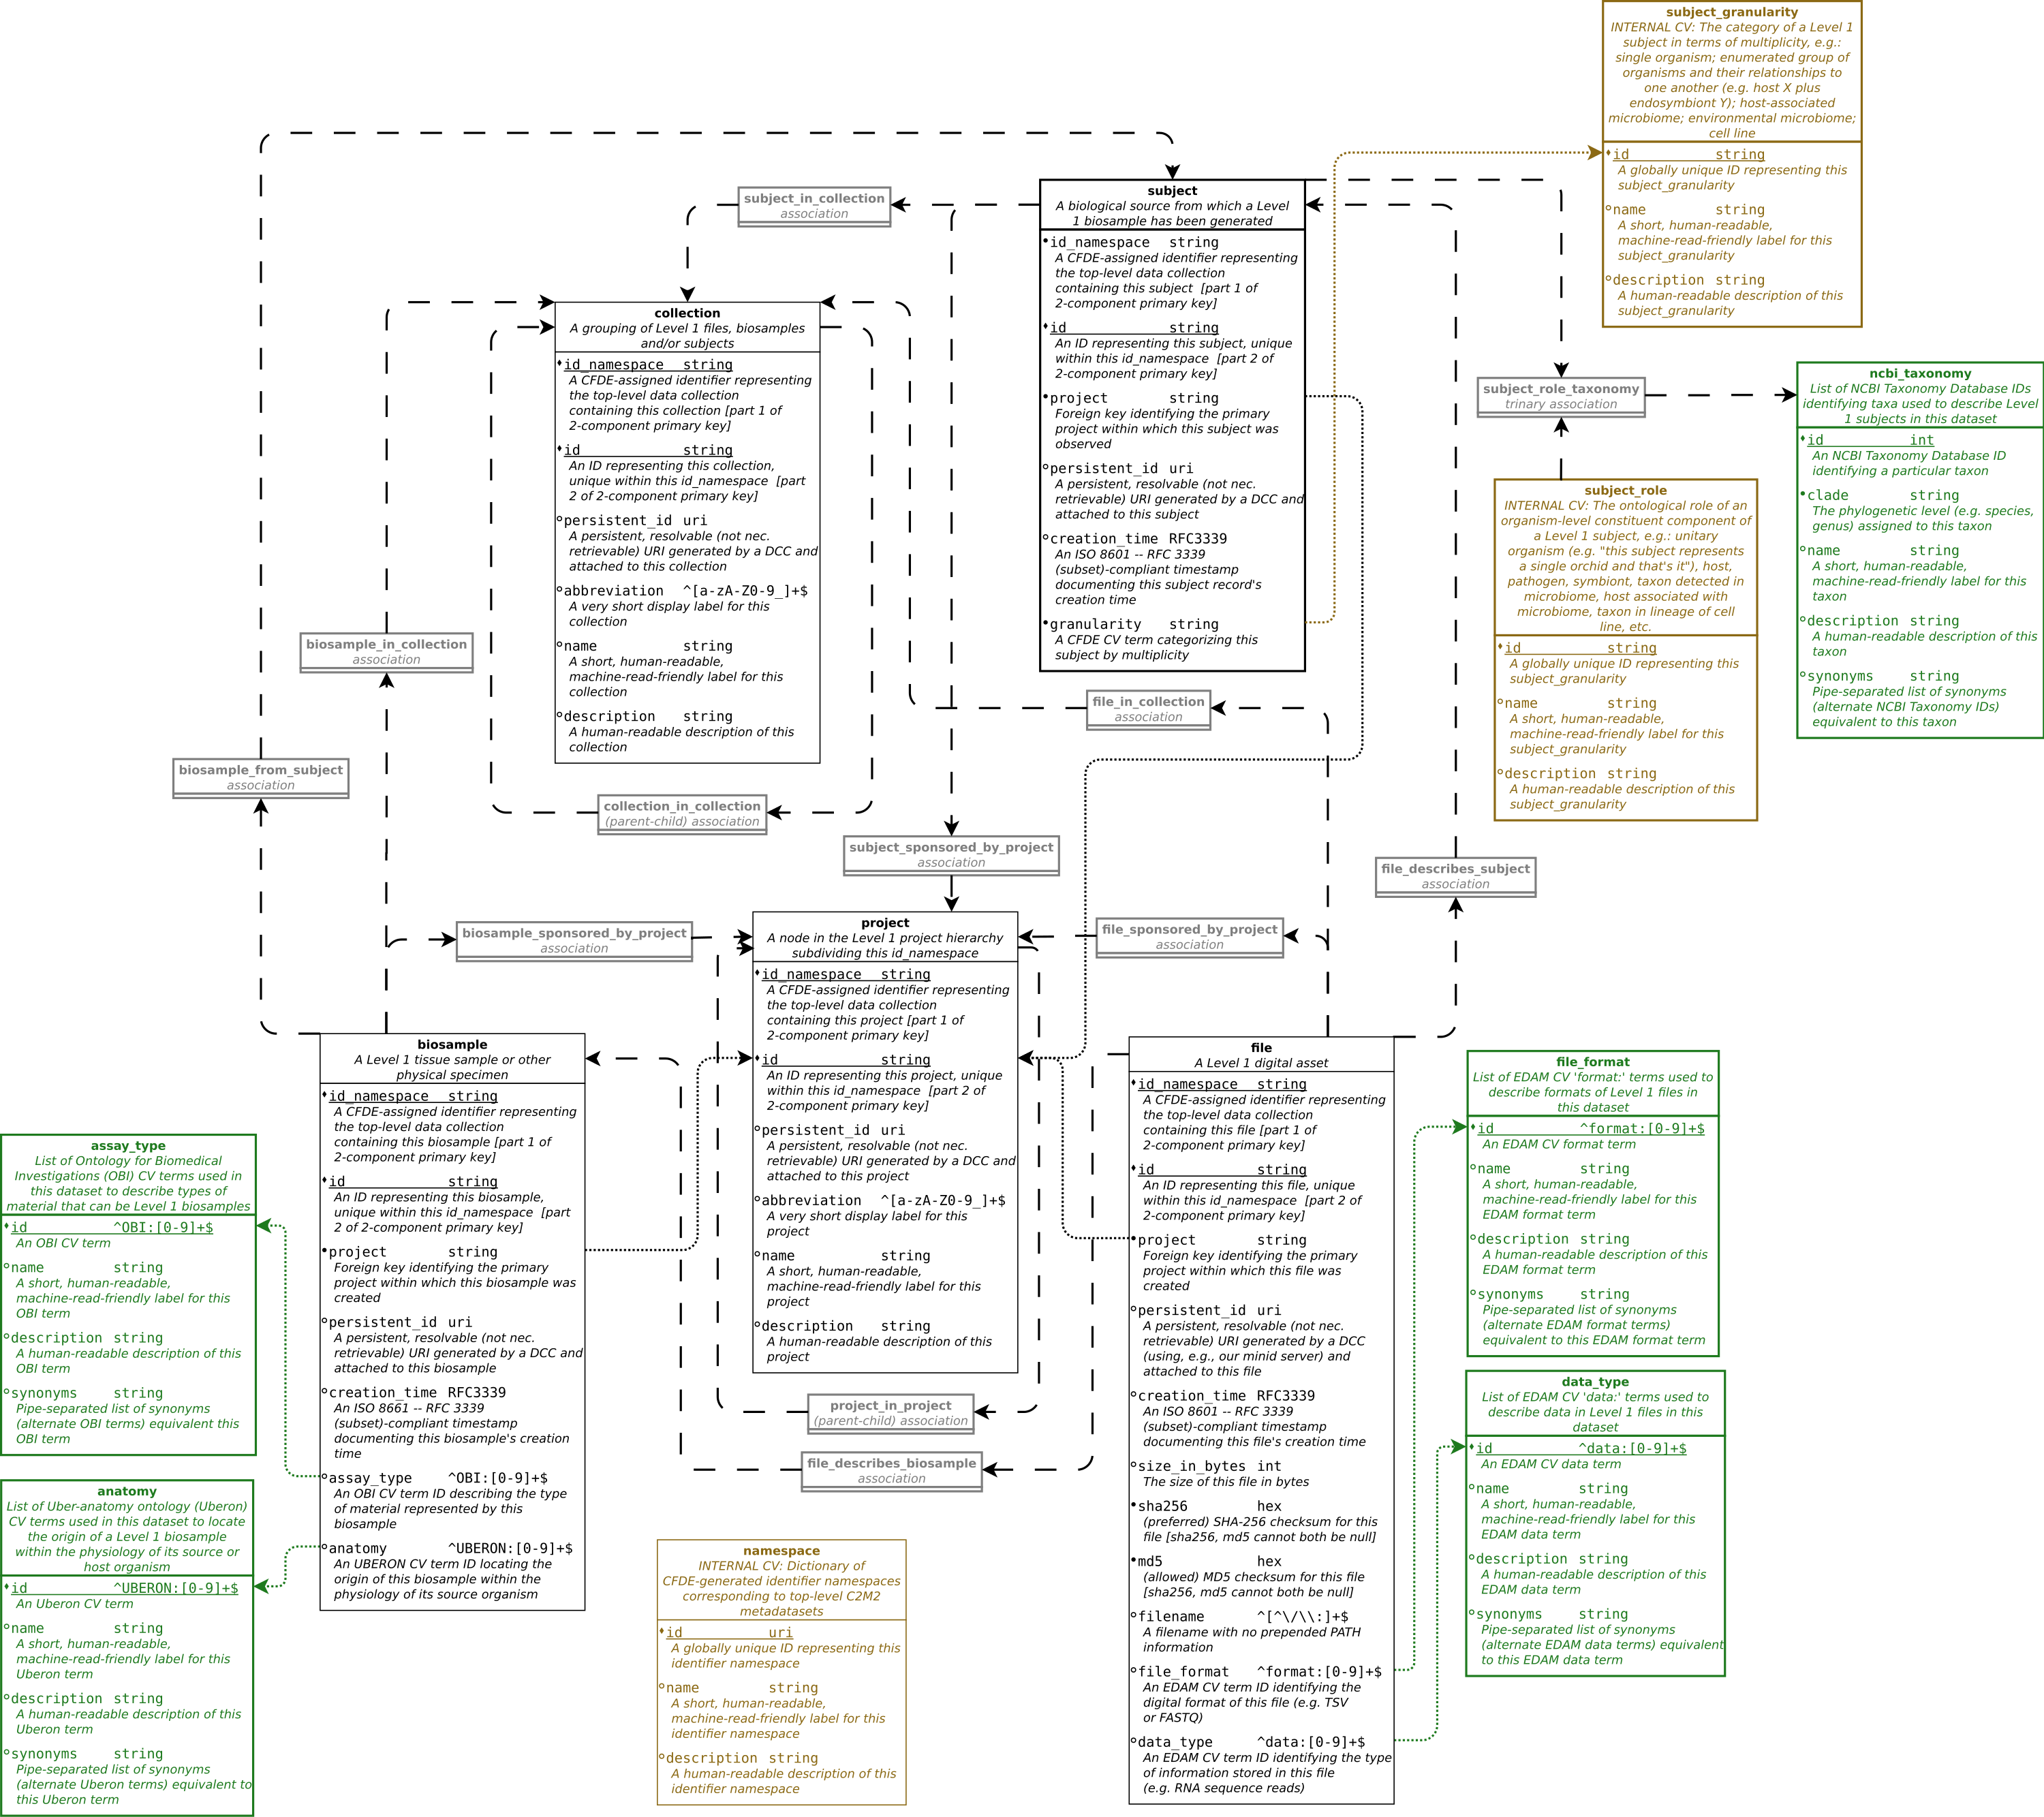 subject_granularity
INTERNAL CV: The category of a Level 1
subject in terms of multiplicity, e.g.:
single organism; enumerated group of
organisms and their relationships to
one another (e.g. host X plus
endosymbiont Y); host-associated
microbiome; environmental microbiome;
cell line
id string
A globally unique ID representing this
subject_granularity
name string
A short, human-readable,
machine-read-friendly label for this
subject_granularity
description string
A human-readable description of this
subject_granularity
subject_in_collection
association
subject
A biological source from which a Level
1 biosample has been generated
id_namespace string
A CFDE-assigned identifier representing
the top-level data collection
containing this subject [part 1 of
2-component primary key]
id string
An ID representing this subject, unique
within this id_namespace [part 2 of
2-component primary key]
project string
Foreign key identifying the primary
project within which this subject was
observed
persistent_id uri
A persistent, resolvable (not nec.
retrievable) URI generated by a DCC and
attached to this subject
creation_time RFC3339
An ISO 8601 -- RFC 3339
(subset)-compliant timestamp
documenting this subject record's
creation time
granularity string
A CFDE CV term categorizing this
subject by multiplicity
collection
A grouping of Level 1 files, biosamples
and/or subjects
id_namespace string
A CFDE-assigned identifier representing
the top-level data collection
containing this collection [part 1 of
2-component primary key]
id string
An ID representing this collection,
unique within this id_namespace [part
2 of 2-component primary key]
persistent_id uri
A persistent, resolvable (not nec.
retrievable) URI generated by a DCC and
attached to this collection
abbreviation ^[a-zA-Z0-9_]+$
A very short display label for this
collection
name string
A short, human-readable,
machine-read-friendly label for this
collection
description string
A human-readable description of this
collection
subject_role_taxonomy
trinary association
ncbi_taxonomy
List of NCBI Taxonomy Database IDs
identifying taxa used to describe Level
1 subjects in this dataset
id int
An NCBI Taxonomy Database ID
identifying a particular taxon
clade string
The phylogenetic level (e.g. species,
genus) assigned to this taxon
name string
A short, human-readable,
machine-read-friendly label for this
taxon
description string
A human-readable description of this
taxon
synonyms string
Pipe-separated list of synonyms
(alternate NCBI Taxonomy IDs)
equivalent to this taxon
subject_role
INTERNAL CV: The ontological role of an
organism-level constituent component of
a Level 1 subject, e.g.: unitary
organism (e.g. "this subject represents
a single orchid and that's it"), host,
pathogen, symbiont, taxon detected in
microbiome, host associated with
microbiome, taxon in lineage of cell
line, etc.
id string
A globally unique ID representing this
subject_granularity
name string
A short, human-readable,
machine-read-friendly label for this
subject_granularity
description string
A human-readable description of this
subject_granularity
biosample_in_collection
association
file_in_collection
association
biosample_from_subject
association
collection_in_collection
(parent-child) association
subject_sponsored_by_project
association
file_describes_subject
association
biosample_sponsored_by_project
association
file_sponsored_by_project
association
project
A node in the Level 1 project hierarchy
subdividing this id_namespace
id_namespace string
A CFDE-assigned identifier representing
the top-level data collection
containing this project [part 1 of
2-component primary key]
id string
An ID representing this project, unique
within this id_namespace [part 2 of
2-component primary key]
persistent_id uri
A persistent, resolvable (not nec.
retrievable) URI generated by a DCC and
attached to this project
abbreviation ^[a-zA-Z0-9_]+$
A very short display label for this
project
name string
A short, human-readable,
machine-read-friendly label for this
project
description string
A human-readable description of this
project
biosample
A Level 1 tissue sample or other
physical specimen
id_namespace string
A CFDE-assigned identifier representing
the top-level data collection
containing this biosample [part 1 of
2-component primary key]
id string
An ID representing this biosample,
unique within this id_namespace [part
2 of 2-component primary key]
project string
Foreign key identifying the primary
project within which this biosample was
created
persistent_id uri
A persistent, resolvable (not nec.
retrievable) URI generated by a DCC and
attached to this biosample
creation_time RFC3339
An ISO 8661 -- RFC 3339
(subset)-compliant timestamp
documenting this biosample's creation
time
assay_type ^OBI:[0-9]+$
An OBI CV term ID describing the type
of material represented by this
biosample
anatomy ^UBERON:[0-9]+$
An UBERON CV term ID locating the
origin of this biosample within the
physiology of its source organism
file
A Level 1 digital asset
id_namespace string
A CFDE-assigned identifier representing
the top-level data collection
containing this file [part 1 of
2-component primary key]
id string
An ID representing this file, unique
within this id_namespace [part 2 of
2-component primary key]
project string
Foreign key identifying the primary
project within which this file was
created
persistent_id uri
A persistent, resolvable (not nec.
retrievable) URI generated by a DCC
(using, e.g., our minid server) and
attached to this file
creation_time RFC3339
An ISO 8601 -- RFC 3339
(subset)-compliant timestamp
documenting this file's creation time
size_in_bytes int
The size of this file in bytes
sha256 hex
(preferred) SHA-256 checksum for this
file [sha256, md5 cannot both be null]
md5 hex
(allowed) MD5 checksum for this file
[sha256, md5 cannot both be null]
filename ^[^\/\\:]+$
A filename with no prepended PATH
information
file_format ^format:[0-9]+$
An EDAM CV term ID identifying the
digital format of this file (e.g. TSV
or FASTQ)
data_type ^data:[0-9]+$
An EDAM CV term ID identifying the type
of information stored in this file
(e.g. RNA sequence reads)
file_format
List of EDAM CV 'format:' terms used to
describe formats of Level 1 files in
this dataset
id ^format:[0-9]+$
An EDAM CV format term
name string
A short, human-readable,
machine-read-friendly label for this
EDAM format term
description string
A human-readable description of this
EDAM format term
synonyms string
Pipe-separated list of synonyms
(alternate EDAM format terms)
equivalent to this EDAM format term
data_type
List of EDAM CV 'data:' terms used to
describe data in Level 1 files in this
dataset
id ^data:[0-9]+$
An EDAM CV data term
name string
A short, human-readable,
machine-read-friendly label for this
EDAM data term
description string
A human-readable description of this
EDAM data term
synonyms string
Pipe-separated list of synonyms
(alternate EDAM data terms) equivalent
to this EDAM data term
assay_type
List of Ontology for Biomedical
Investigations (OBI) CV terms used in
this dataset to describe types of
material that can be Level 1 biosamples
id ^OBI:[0-9]+$
An OBI CV term
name string
A short, human-readable,
machine-read-friendly label for this
OBI term
description string
A human-readable description of this
OBI term
synonyms string
Pipe-separated list of synonyms
(alternate OBI terms) equivalent this
OBI term
anatomy
List of Uber-anatomy ontology (Uberon)
CV terms used in this dataset to locate
the origin of a Level 1 biosample
within the physiology of its source or
host organism
id ^UBERON:[0-9]+$
An Uberon CV term
name string
A short, human-readable,
machine-read-friendly label for this
Uberon term
description string
A human-readable description of this
Uberon term
synonyms string
Pipe-separated list of synonyms
(alternate Uberon terms) equivalent to
this Uberon term
project_in_project
(parent-child) association
file_describes_biosample
association
namespace
INTERNAL CV: Dictionary of
CFDE-generated identifier namespaces
corresponding to top-level C2M2
metadatasets
id uri
A globally unique ID representing this
identifier namespace
name string
A short, human-readable,
machine-read-friendly label for this
identifier namespace
description string
A human-readable description of this
identifier namespace